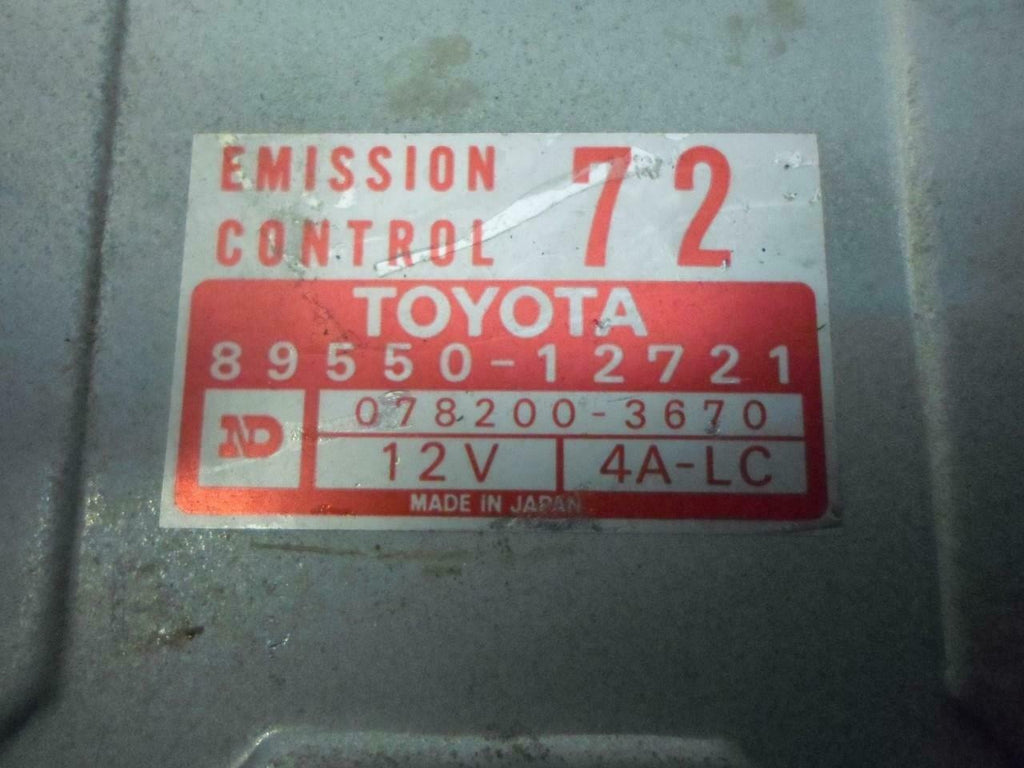 EMISSION CONTROL 72
TOYOTA
89550-12721
ND
078200-3670
12V 4A-LC
MADE IN JAPAN